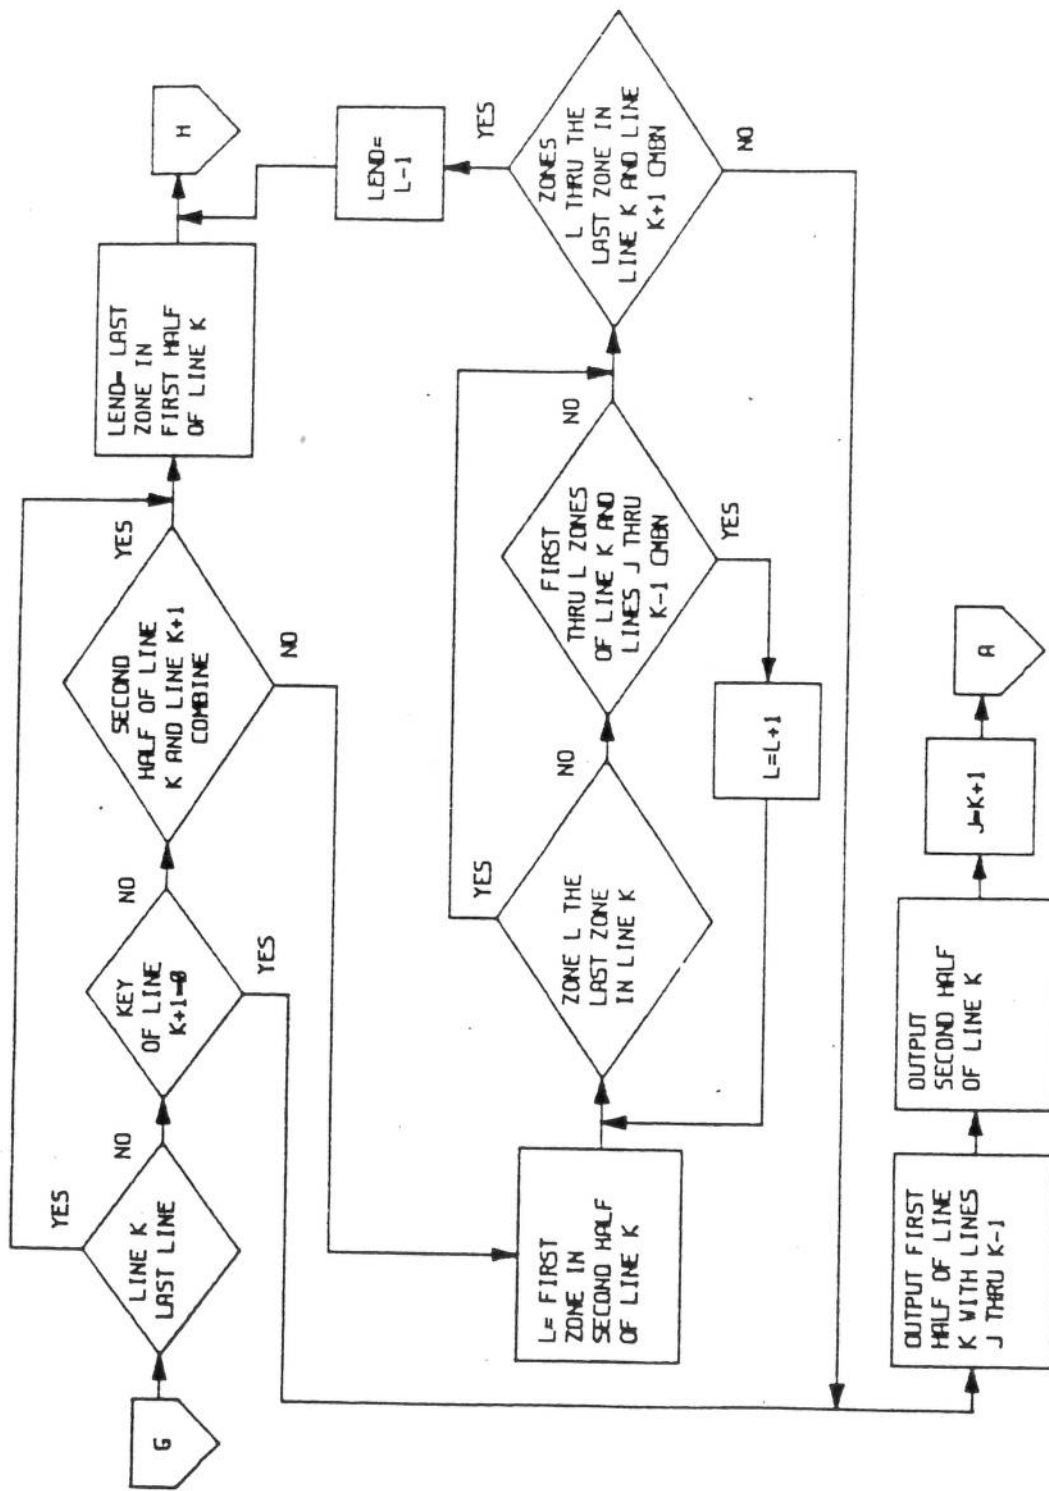 G
LINE K
LAST LINE
YES
NO
KEY
OF LINE
K+1=0
NO
YES
SECOND
HALF OF LINE
K AND LINE K+1
COMBINE
YES
NO
LEND= LAST
ZONE IN
FIRST HALF
OF LINE K
H
L= FIRST
ZONE IN
SECOND HALF
OF LINE K
ZONE L THE
LAST ZONE
IN LINE K
YES
NO
FIRST
THRU L ZONES
OF LINE K AND
LINES J THRU
K-1 CMBN
NO
YES
L=L+1
ZONES
L THRU THE
LAST ZONE IN
LINE K AND LINE
K+1 CMBN
YES
NO
LEND=
L-1
OUTPUT FIRST
HALF OF LINE
K WITH LINES
J THRU K-1
OUTPUT
SECOND HALF
OF LINE K
J=K+1
A